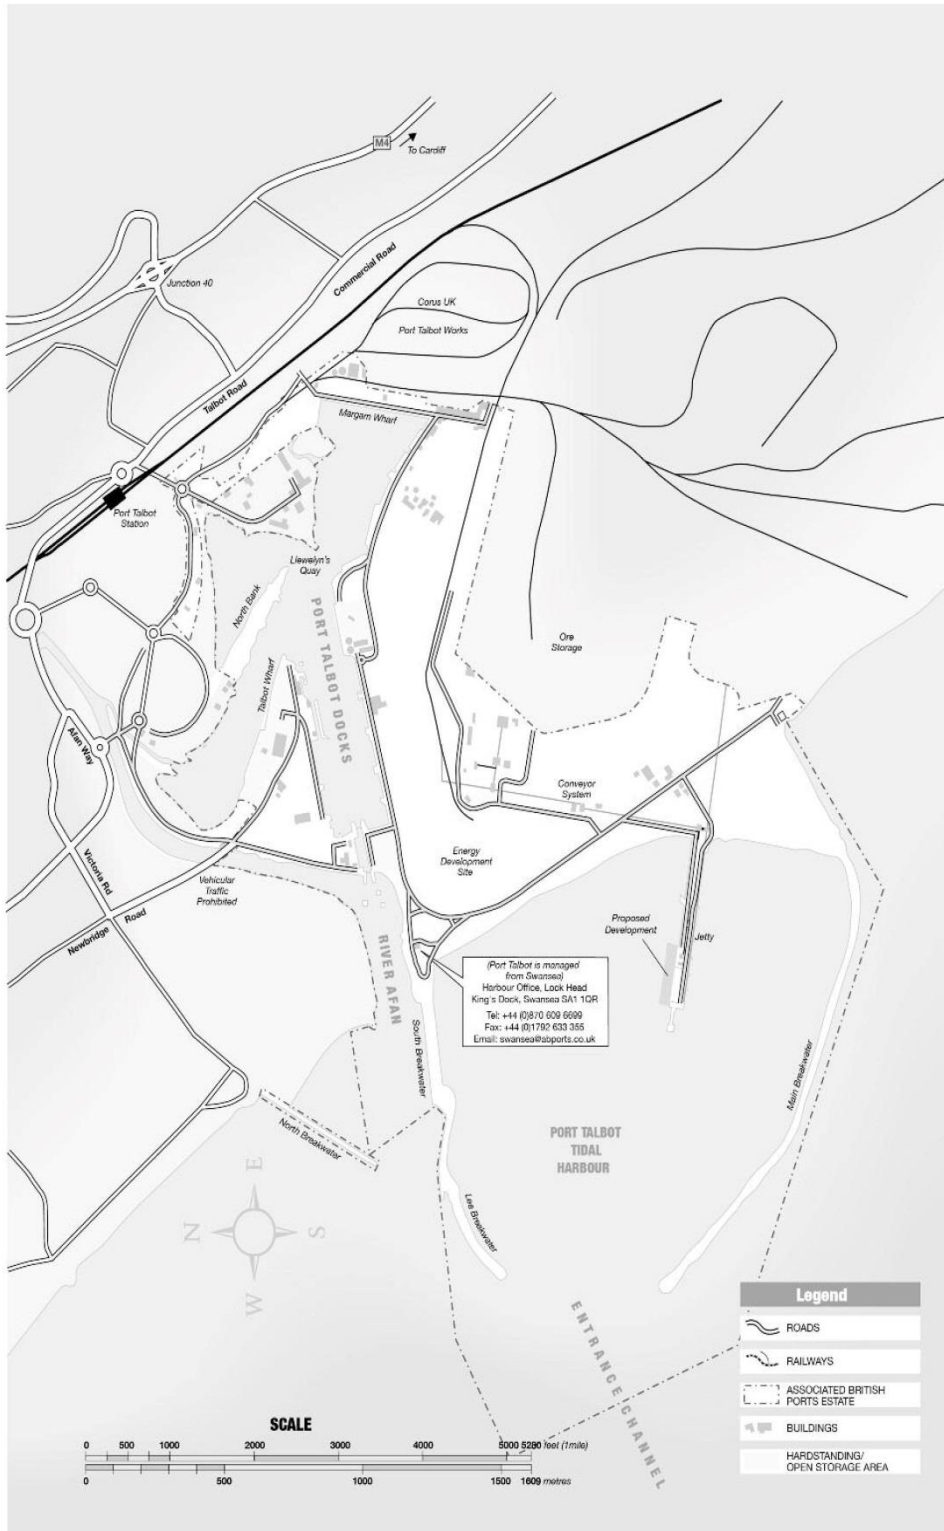 M4
To Cardiff
Junction 40
Commercial Road
Corus UK
Port Talbot Works
Talbot Road
Margam Wharf
Port Talbot
Station
Llewelyn's
Quay
North Bank
PORT TALBOT DOCKS
Ore
Storage
Talbot Wharf
Afan Way
Conveyor
System
Energy
Development
Site
Victoria Rd
Vehicular
Traffic
Prohibited
Newbridge Road
Proposed
Development
Jetty
RIVER AFAN
(Port Talbot is managed
from Swansea)
Harbour Office, Lock Head
King's Dock, Swansea SA1 1QR
Tel: +44 (0)870 609 6699
Fax: +44 (0)1792 633 355
Email: swansea@abports.co.uk
South Breakwater
Main Breakwater
North Breakwater
PORT TALBOT
TIDAL
HARBOUR
Lee Breakwater
E
N
S
W
ENTRANCE CHANNEL
Legend
ROADS
RAILWAYS
ASSOCIATED BRITISH
PORTS ESTATE
BUILDINGS
HARDSTANDING/
OPEN STORAGE AREA
SCALE
0 500 1000 2000 3000 4000 5000 5280 feet (1mile)
0 500 1000 1500 1609 metres